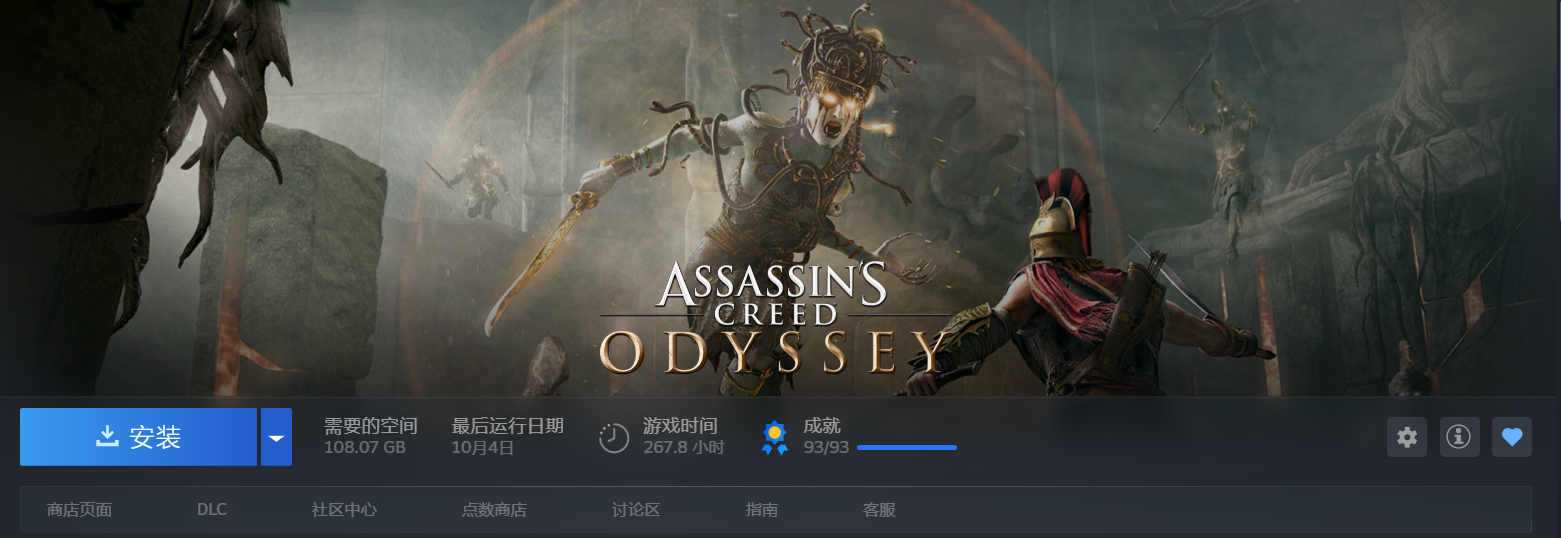 ASSASSIN'S
CREED
ODYSSEY
安装
需要的空间
108.07 GB
最后运行日期
10月4日
游戏时间
267.8 小时
成就
93/93
商店页面 DLC 社区中心 点数商店 讨论区 指南 客服